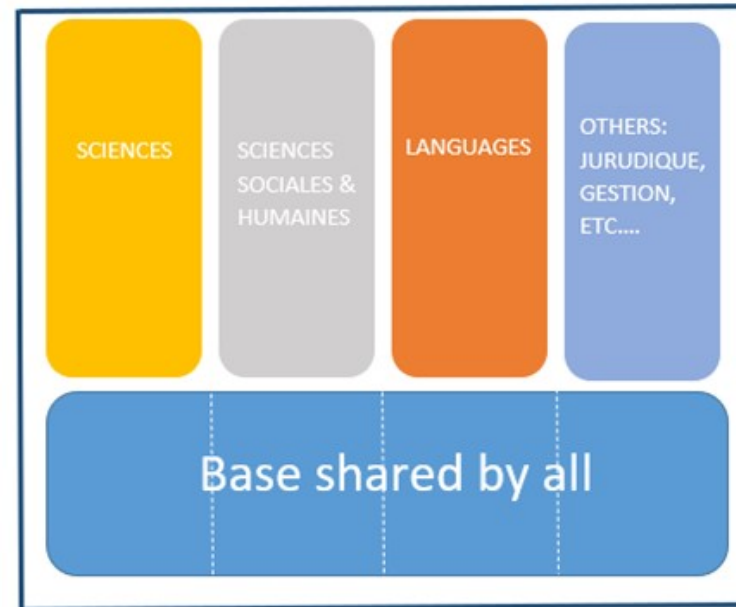 SCIENCES
SCIENCES
SOCIALES &
HUMAINES
LANGUAGES
OTHERS:
JURUDIQUE,
GESTION,
ETC....
Base shared by all